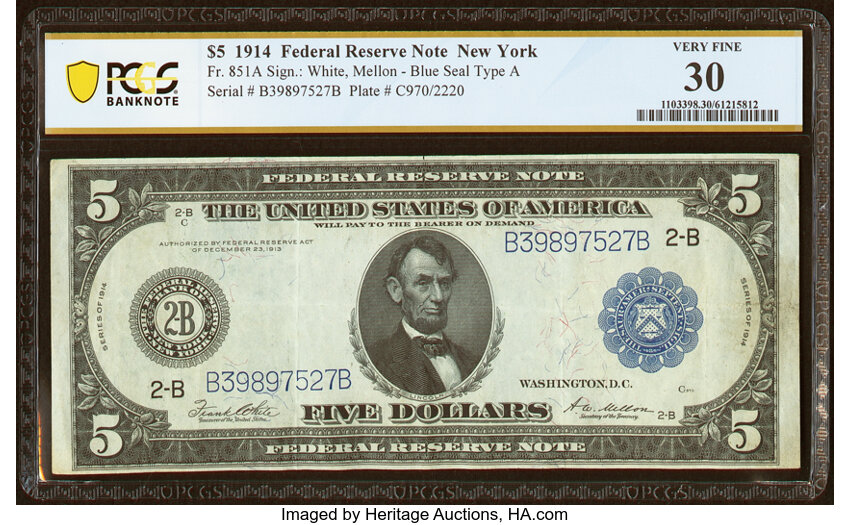 UPCGS
$5 1914 Federal Reserve Note New York
Fr. 851A Sign.: White, Mellon - Blue Seal Type A
Serial # B39897527B Plate # C970/2220
PCGS
BANKNOTE
VERY FINE
30
1103398.30/61215812
FEDERAL RESERVE NOTE
5 5
2-B
C
THE UNITED STATES OF AMERICA
WILL PAY TO THE BEARER ON DEMAND
AUTHORIZED BY FEDERAL RESERVE ACT
OF DECEMBER 23, 1913
B39897527B 2-B
SERIES OF 1914
2B
SERIES OF 1914
LINCOLN
2-B B39897527B
WASHINGTON, D.C.
Frank White
Treasurer of the United States.
FIVE DOLLARS
A.W. Mellon
Secretary of the Treasury.
2-B
5 5
FEDERAL RESERVE NOTE
Imaged by Heritage Auctions, HA.com